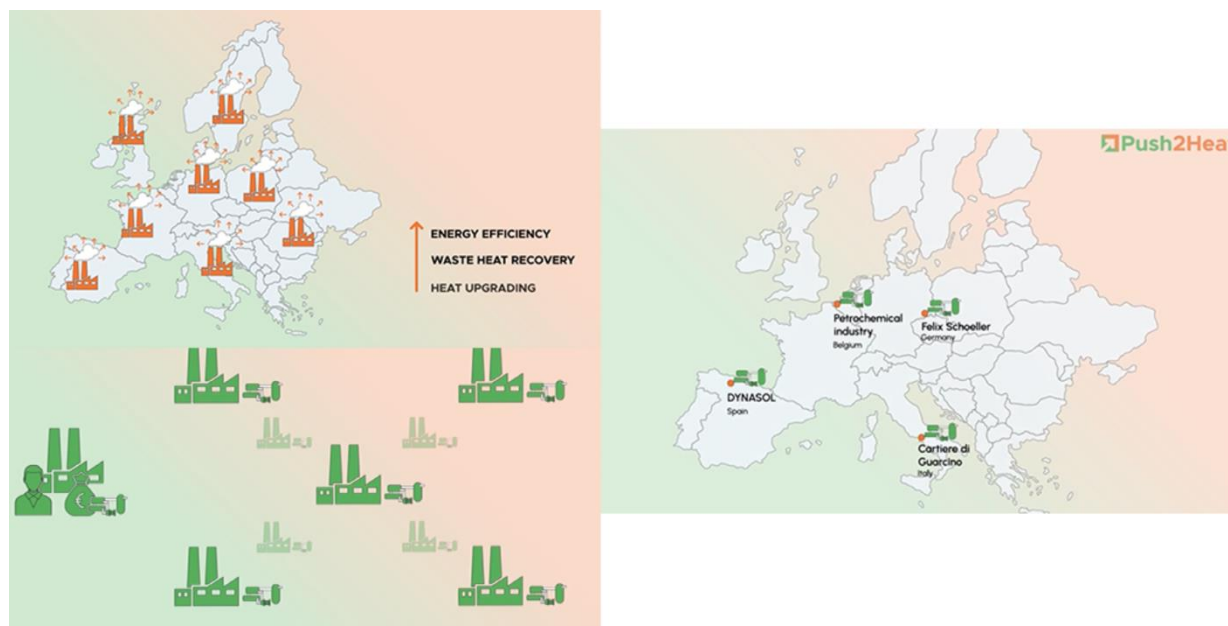 ENERGY EFFICIENCY
WASTE HEAT RECOVERY
HEAT UPGRADING
Push2Hea
Petrochemical
industry
Belgium
Felix Schoeller
Germany
DYNASOL
Spain
Cartiere di
Guarcino
Italy
€